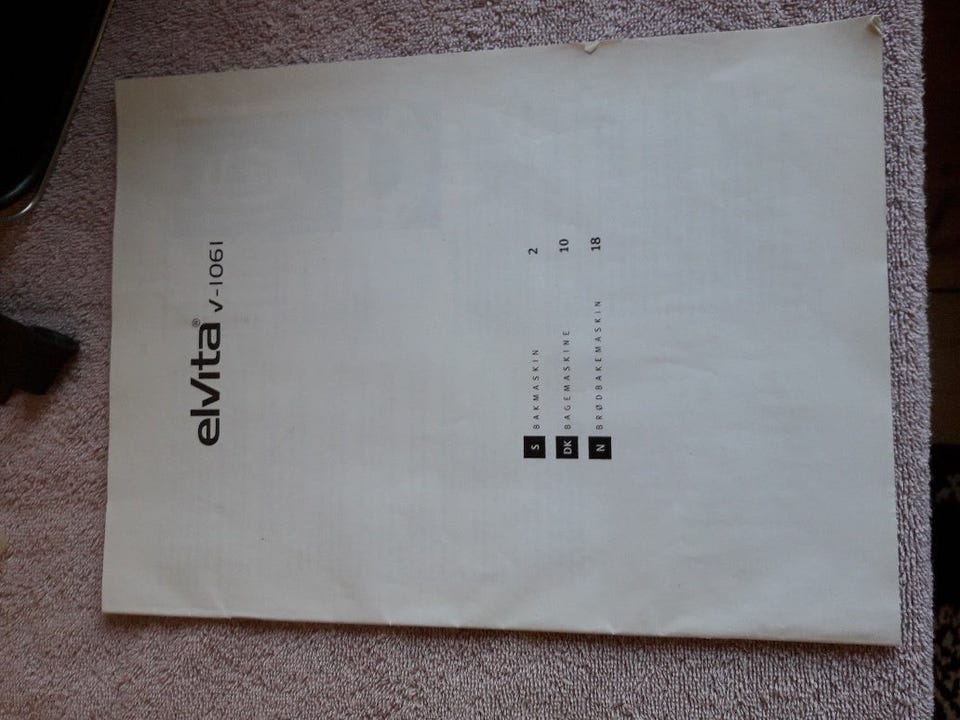 elvita® V-1061
S BAKMASKIN 2
DK BAGEMASKINE 10
N BRØDBAKEMASKIN 18